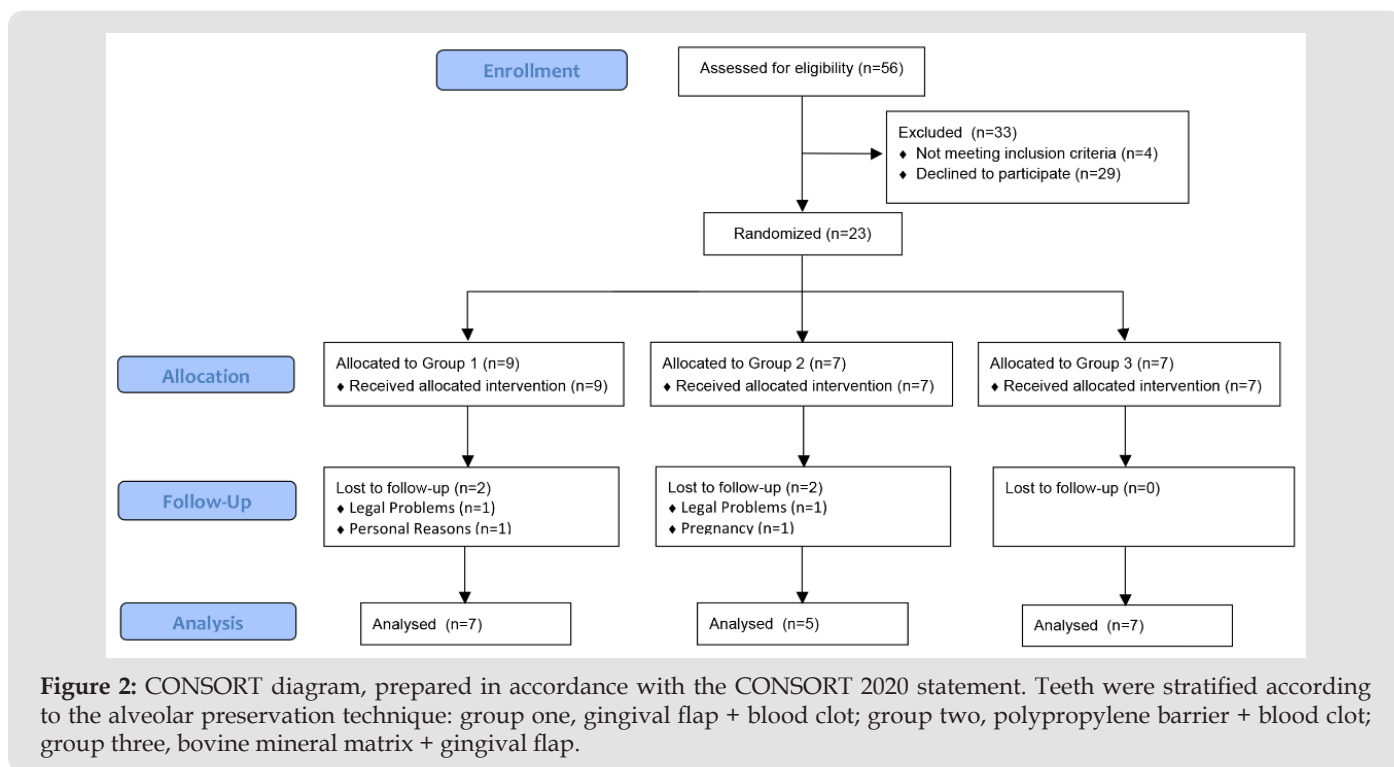 Enrollment
Assessed for eligibility (n=56)
Excluded (n=33)
♦ Not meeting inclusion criteria (n=4)
♦ Declined to participate (n=29)
Randomized (n=23)
Allocation
Allocated to Group 1 (n=9)
♦ Received allocated intervention (n=9)
Allocated to Group 2 (n=7)
♦ Received allocated intervention (n=7)
Allocated to Group 3 (n=7)
♦ Received allocated intervention (n=7)
Follow-Up
Lost to follow-up (n=2)
♦ Legal Problems (n=1)
♦ Personal Reasons (n=1)
Lost to follow-up (n=2)
♦ Legal Problems (n=1)
♦ Pregnancy (n=1)
Lost to follow-up (n=0)
Analysis
Analysed (n=7)
Analysed (n=5)
Analysed (n=7)
Figure 2: CONSORT diagram, prepared in accordance with the CONSORT 2020 statement. Teeth were stratified according
to the alveolar preservation technique: group one, gingival flap + blood clot; group two, polypropylene barrier + blood clot;
group three, bovine mineral matrix + gingival flap.